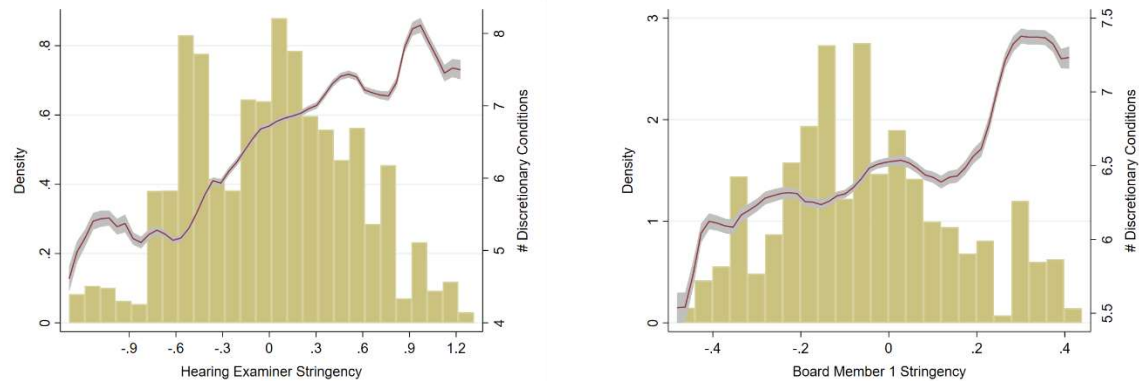 .8
.6
.4
.2
0
Density
8
7
6
5
4
# Discretionary Conditions
-.9 -.6 -.3 0 .3 .6 .9 1.2
Hearing Examiner Stringency
3
2
1
0
Density
7.5
7
6.5
6
5.5
# Discretionary Conditions
-.4 -.2 0 .2 .4
Board Member 1 Stringency